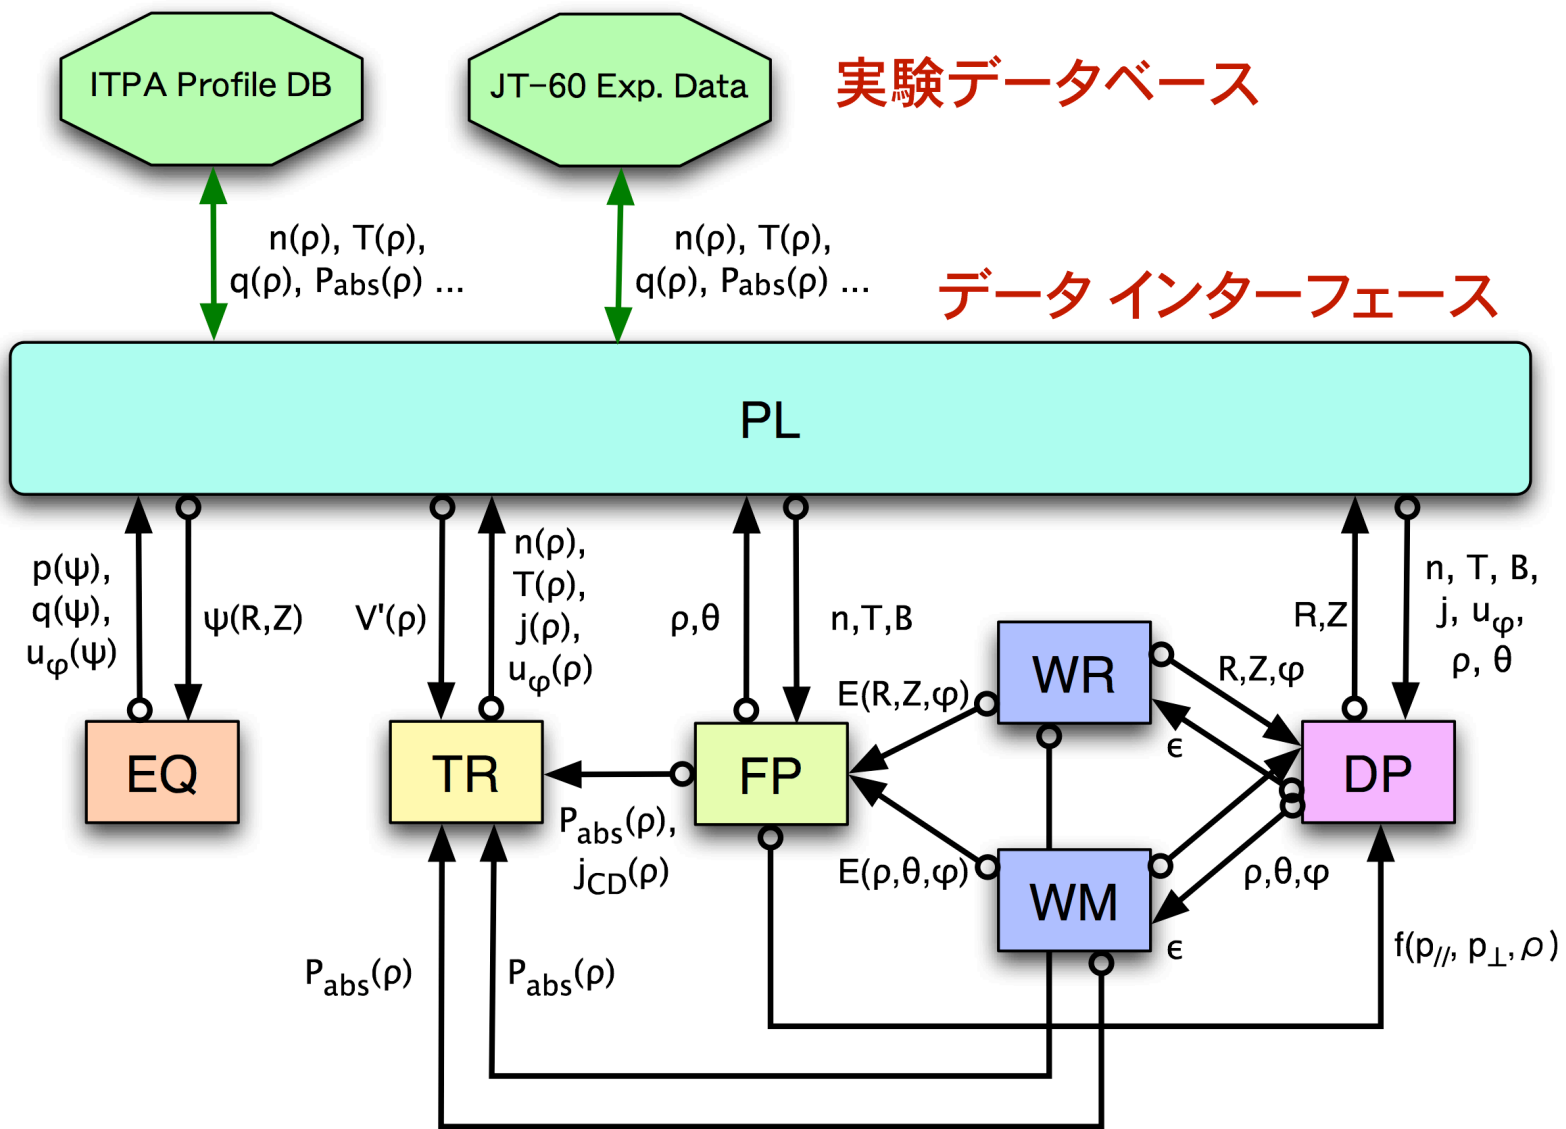 ITPA Profile DB
JT-60 Exp. Data
実験データベース
n(ρ), T(ρ),
q(ρ), Pabs(ρ) ...
n(ρ), T(ρ),
q(ρ), Pabs(ρ) ...
データ インターフェース
PL
p(ψ),
q(ψ),
uφ(ψ)
ψ(R,Z)
V'(ρ)
n(ρ),
T(ρ),
j(ρ),
uφ(ρ)
ρ,θ
n,T,B
R,Z
n, T, B,
j, uφ,
ρ, θ
EQ
TR
FP
WR
WM
DP
E(R,Z,φ)
R,Z,φ
ϵ
Pabs(ρ),
jCD(ρ)
E(ρ,θ,φ)
ρ,θ,φ
ϵ
Pabs(ρ)
Pabs(ρ)
f(p//, p⊥, ρ)